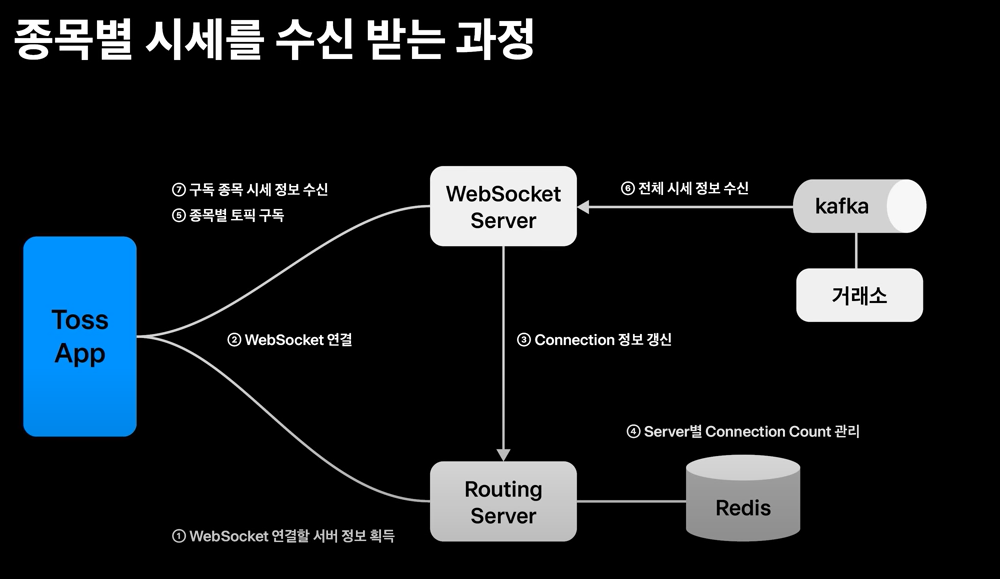 종목별 시세를 수신 받는 과정
⑦ 구독 종목 시세 정보 수신
⑤ 종목별 토픽 구독
WebSocket
Server
⑥ 전체 시세 정보 수신
kafka
거래소
Toss
App
② WebSocket 연결
③ Connection 정보 갱신
④ Server별 Connection Count 관리
Routing
Server
Redis
① WebSocket 연결할 서버 정보 획득